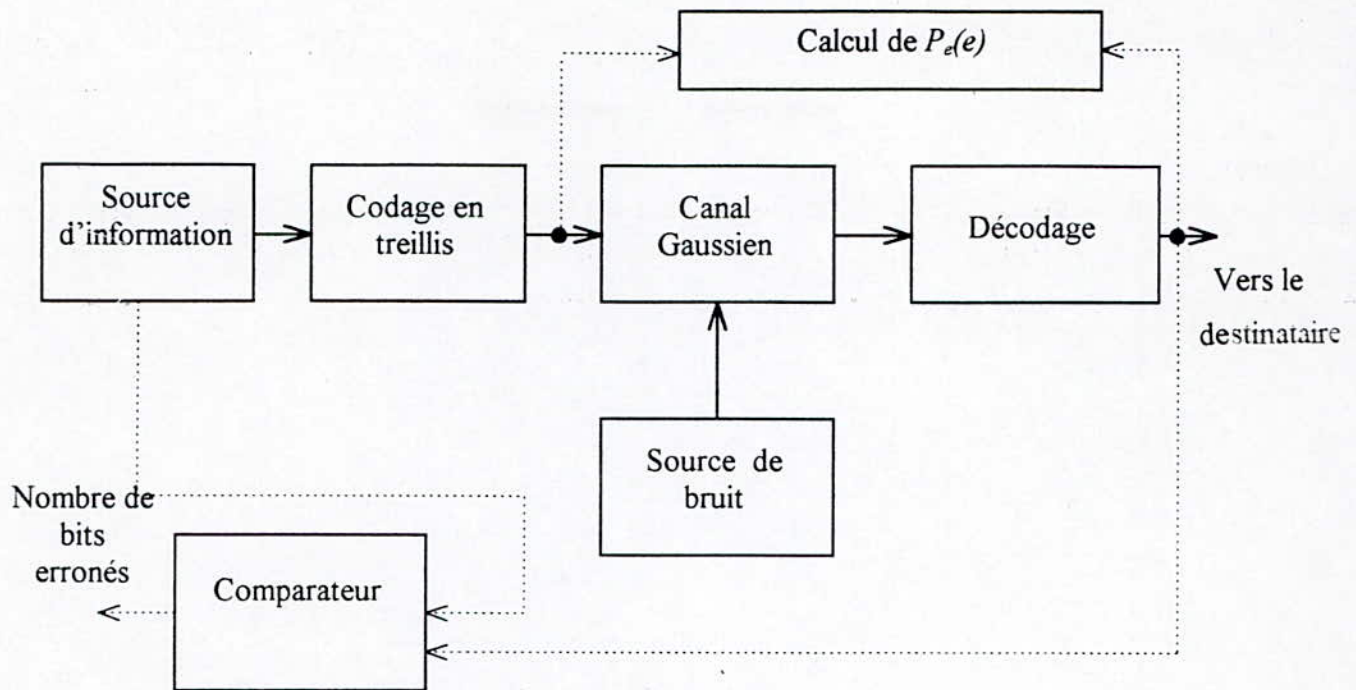 Calcul de Pe(e)
Source
d'information
Codage en
treillis
Canal
Gaussien
Décodage
Vers le
destinataire
Source de
bruit
Nombre de
bits
erronés
Comparateur